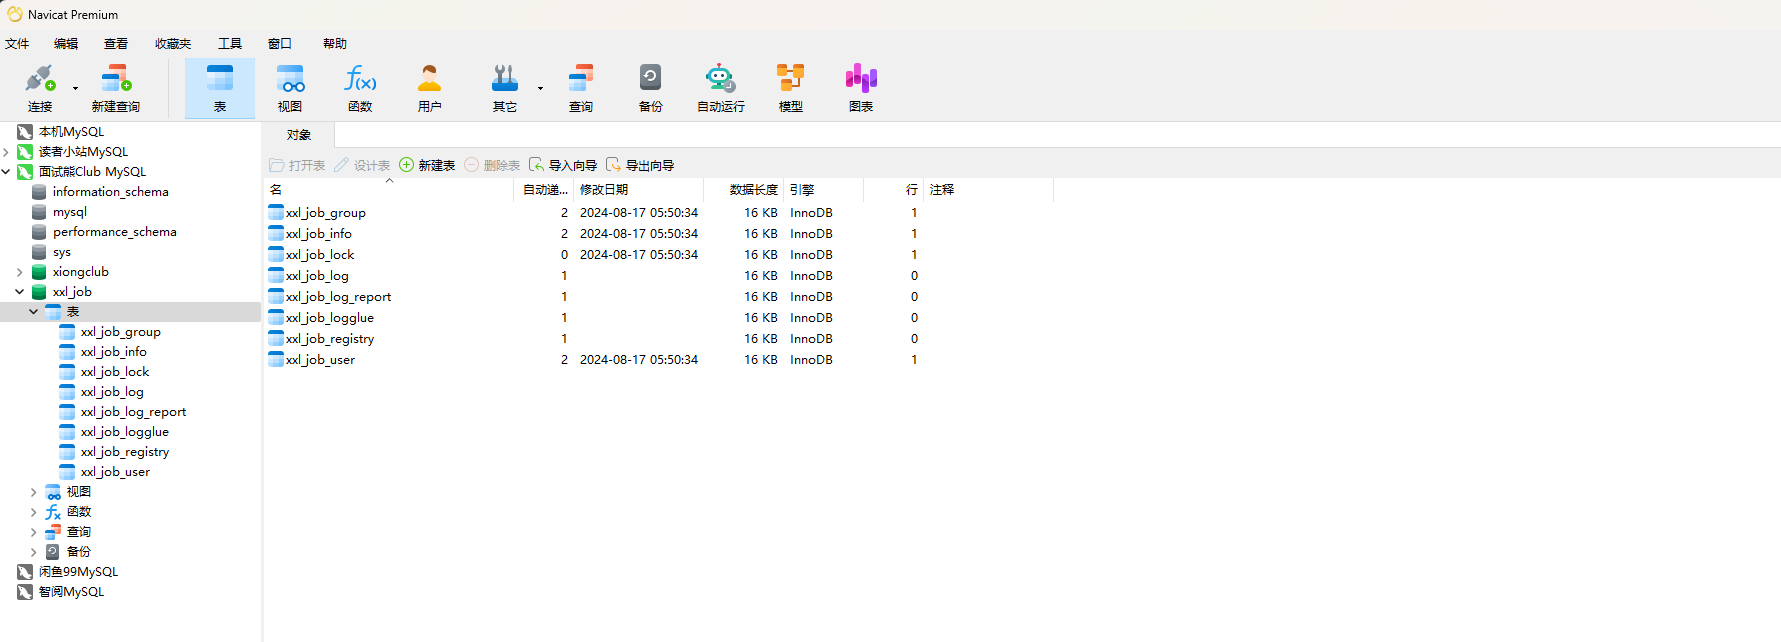 Navicat Premium
文件 编辑 查看 收藏夹 工具 窗口 帮助
连接 新建查询 表 视图 函数 用户 其它 查询 备份 自动运行 模型 图表
本机MySQL
读者小站MySQL
面试熊Club MySQL
information_schema
mysql
performance_schema
sys
xiongclub
xxl_job
表
xxl_job_group
xxl_job_info
xxl_job_lock
xxl_job_log
xxl_job_log_report
xxl_job_logglue
xxl_job_registry
xxl_job_user
视图
函数
查询
备份
闲鱼99MySQL
智阅MySQL
对象
打开表 设计表 新建表 删除表 导入向导 导出向导
名 自动递... 修改日期 数据长度 引擎 行 注释
xxl_job_group 2 2024-08-17 05:50:34 16 KB InnoDB 1
xxl_job_info 2 2024-08-17 05:50:34 16 KB InnoDB 1
xxl_job_lock 0 2024-08-17 05:50:34 16 KB InnoDB 1
xxl_job_log 1 16 KB InnoDB 0
xxl_job_log_report 1 16 KB InnoDB 0
xxl_job_logglue 1 16 KB InnoDB 0
xxl_job_registry 1 16 KB InnoDB 0
xxl_job_user 2 2024-08-17 05:50:34 16 KB InnoDB 1